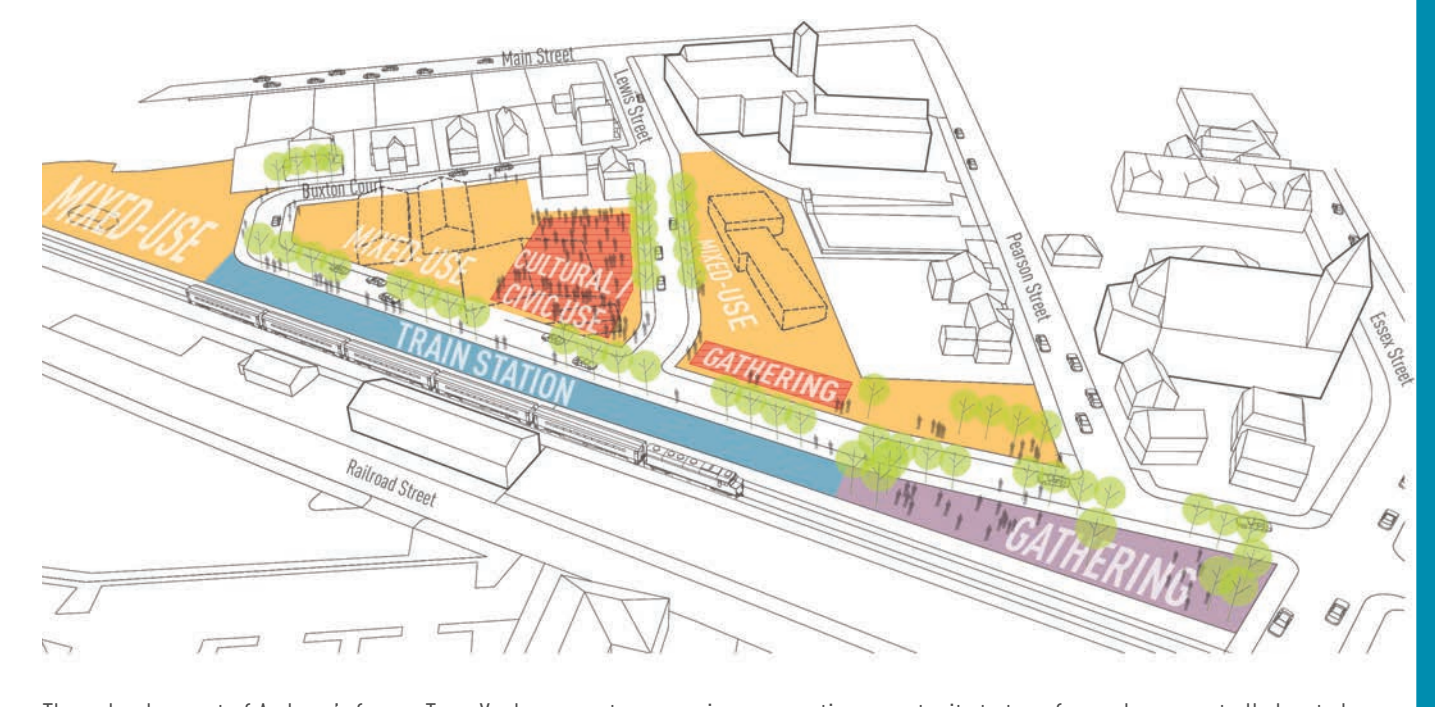 Main Street
Lewis Street
Buxton Court
MIXED-USE
MIXED-USE
CULTURAL /
CIVIC USE
MIXED-USE
Pearson Street
Essex Street
GATHERING
TRAIN STATION
Railroad Street
GATHERING